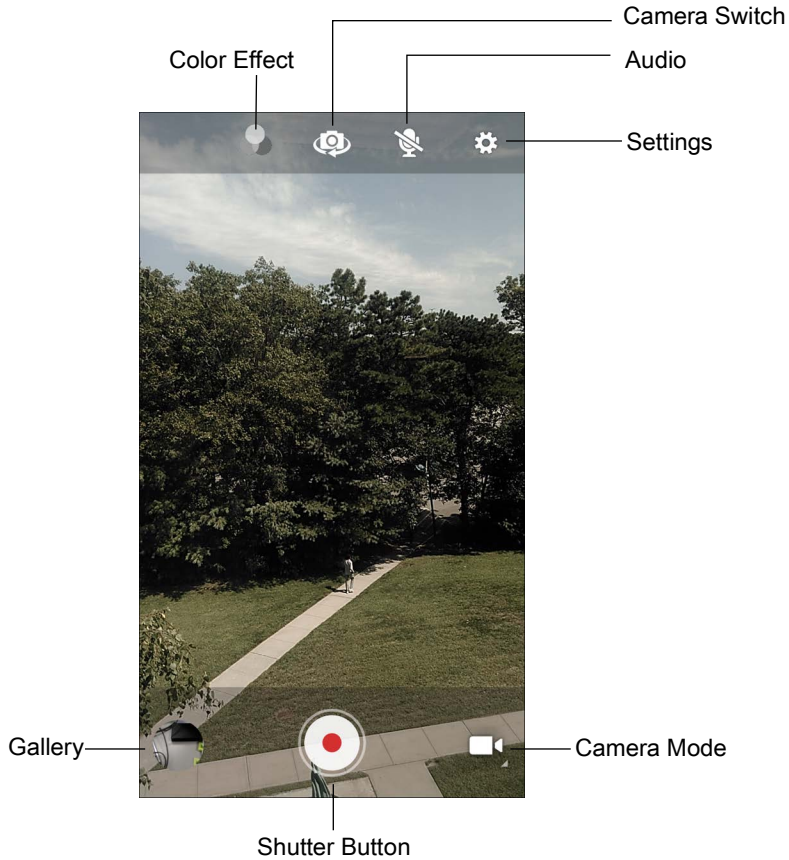 Camera Switch
Color Effect
Audio
Settings
Gallery
Camera Mode
Shutter Button